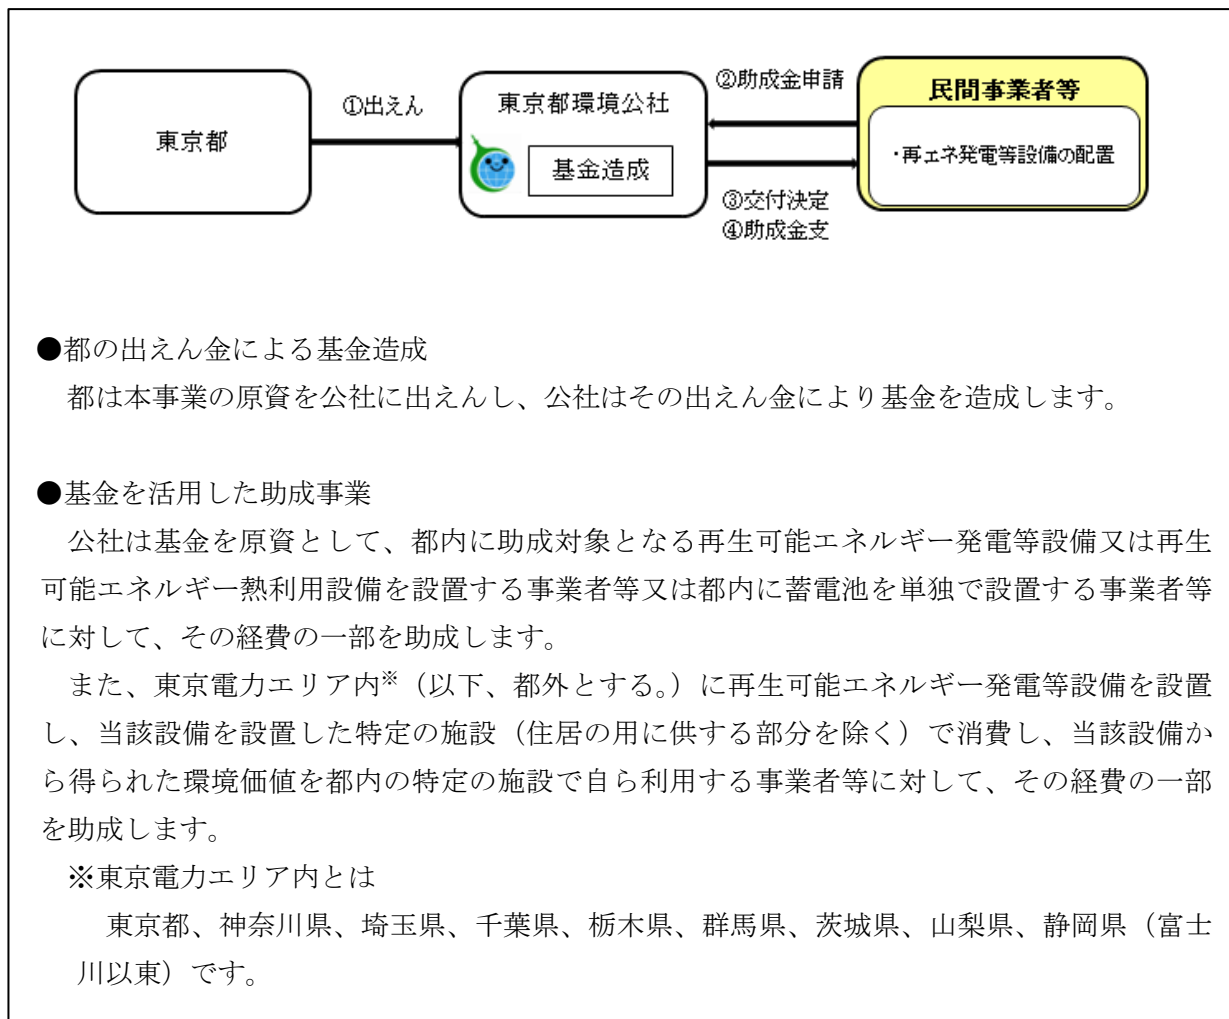 東京都
①出えん
東京都環境公社
基金造成
②助成金申請
③交付決定
④助成金支
民間事業者等
・再エネ発電等設備の配置
●都の出えん金による基金造成
都は本事業の原資を公社に出えんし、公社はその出えん金により基金を造成します。
●基金を活用した助成事業
公社は基金を原資として、都内に助成対象となる再生可能エネルギー発電等設備又は再生
可能エネルギー熱利用設備を設置する事業者等又は都内に蓄電池を単独で設置する事業者等
に対して、その経費の一部を助成します。
また、東京電力エリア内※（以下、都外とする。）に再生可能エネルギー発電等設備を設置
し、当該設備を設置した特定の施設（住居の用に供する部分を除く）で消費し、当該設備か
ら得られた環境価値を都内の特定の施設で自ら利用する事業者等に対して、その経費の一部
を助成します。
※東京電力エリア内とは
東京都、神奈川県、埼玉県、千葉県、栃木県、群馬県、茨城県、山梨県、静岡県（富士
川以東）です。